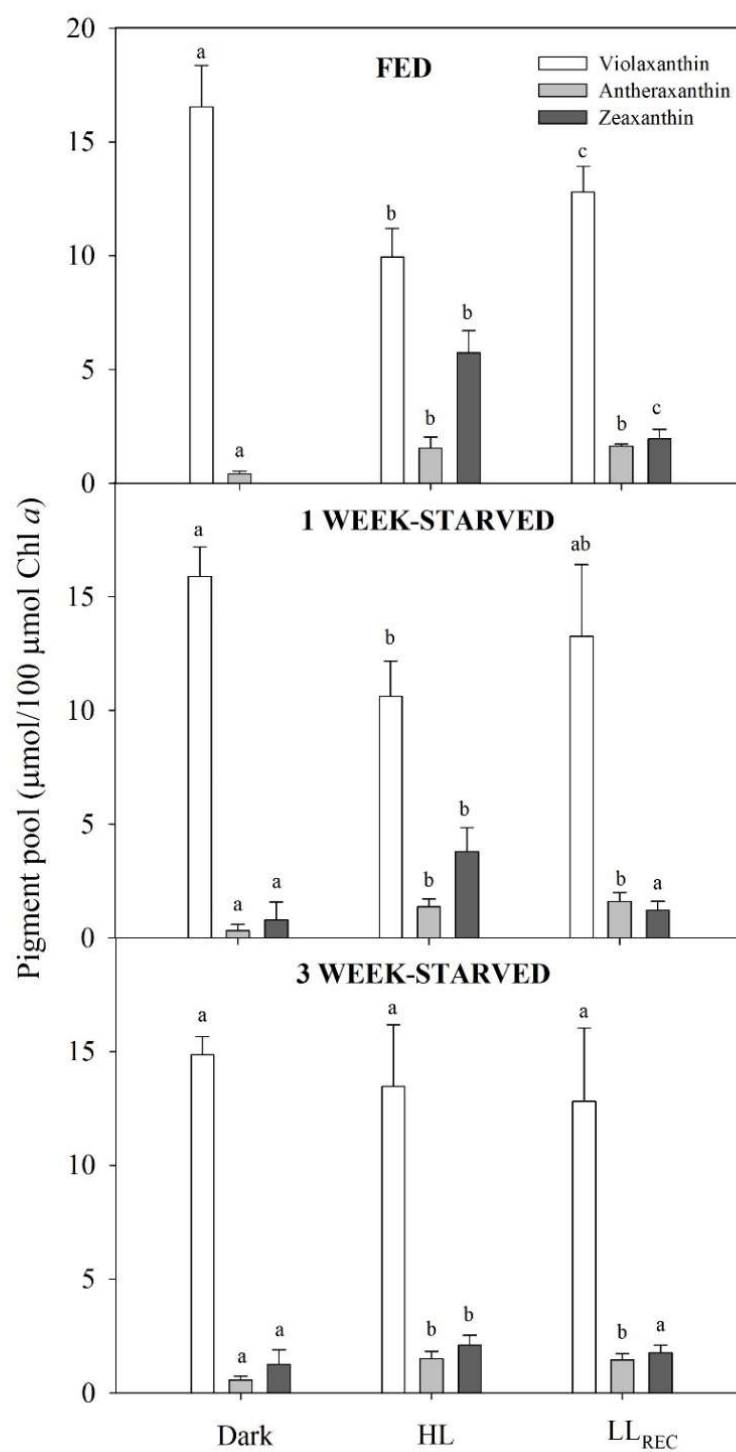 20
15
10
5
0
FED
Violaxanthin
Antheraxanthin
Zeaxanthin
a
a
b
b
b
c
b
c
1 WEEK-STARVED
15
10
5
0
a
a
a
b
b
b
ab
b
a
3 WEEK-STARVED
15
10
5
0
a
a
a
a
b
b
a
b
a
Dark HL LL_REC
Pigment pool (µmol/100 µmol Chl a)